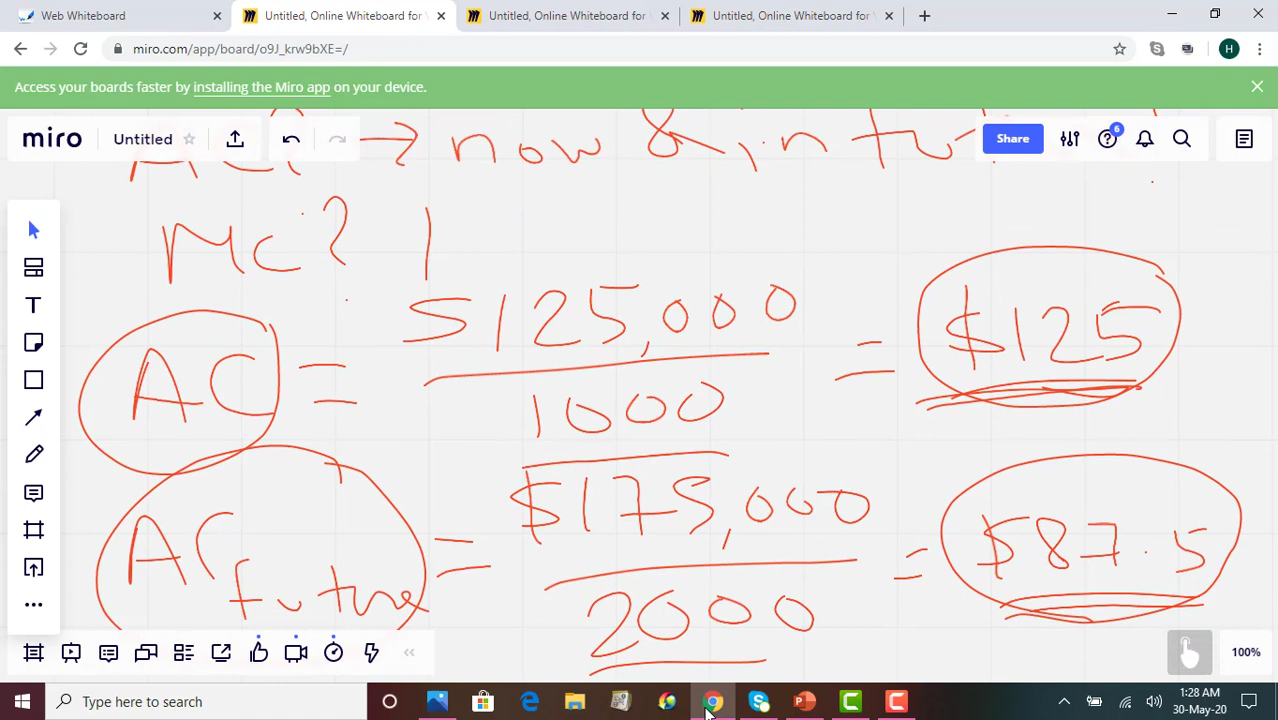 Web Whiteboard
Untitled, Online Whiteboard for V
Untitled, Online Whiteboard for V
Untitled, Online Whiteboard for V
miro.com/app/board/o9J_krw9bXE=/
H
Access your boards faster by installing the Miro app on your device.
miro
Untitled
Share
6
→ now & in
MC?
AC = $125,000 / 1000 = $125
AC future = $175,000 / 2000 = $87.5
100%
Type here to search
1:28 AM
30-May-20